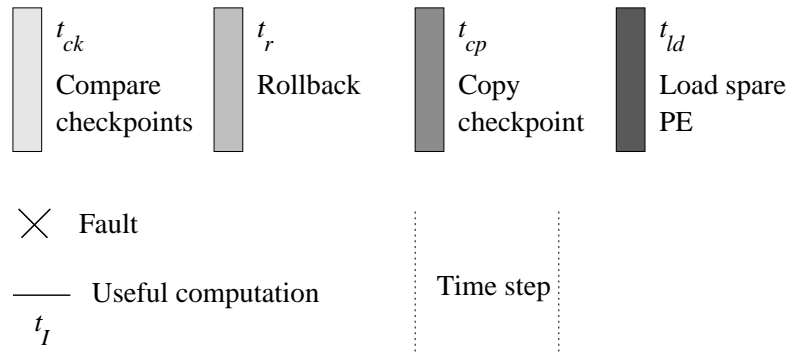 t_ck
Compare
checkpoints
t_r
Rollback
t_cp
Copy
checkpoint
t_ld
Load spare
PE
Fault
Useful computation
t_I
Time step